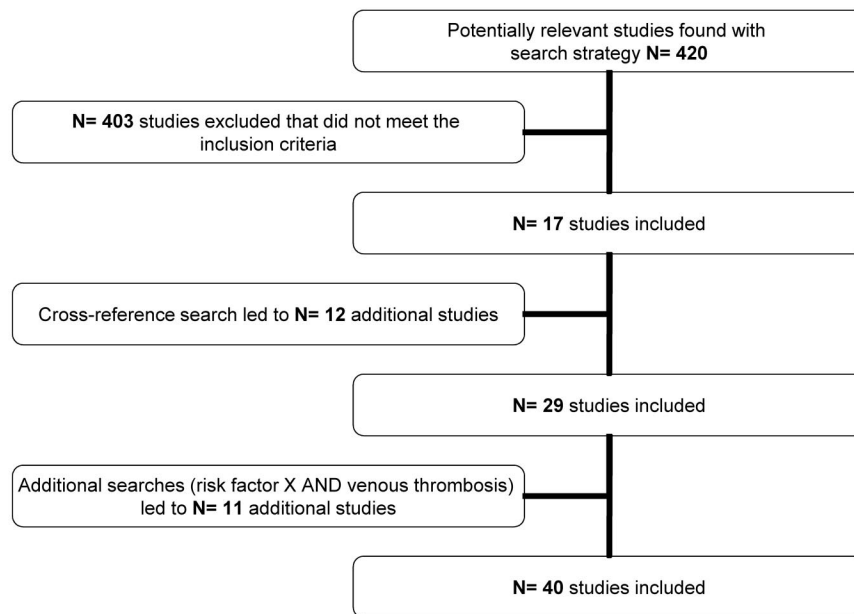 Potentially relevant studies found with
search strategy N= 420
N= 403 studies excluded that did not meet the
inclusion criteria
N= 17 studies included
Cross-reference search led to N= 12 additional studies
N= 29 studies included
Additional searches (risk factor X AND venous thrombosis)
led to N= 11 additional studies
N= 40 studies included